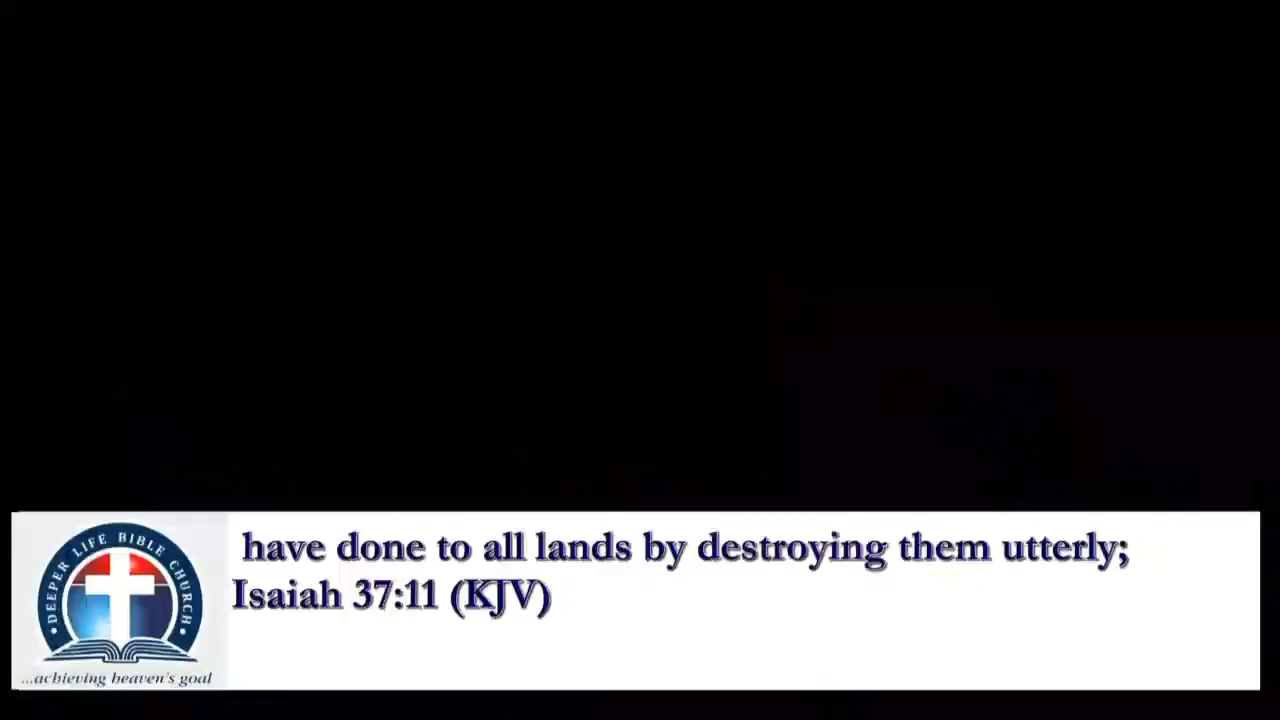 DEEPER LIFE BIBLE CHURCH
...achieving heaven's goal
have done to all lands by destroying them utterly;
Isaiah 37:11 (KJV)